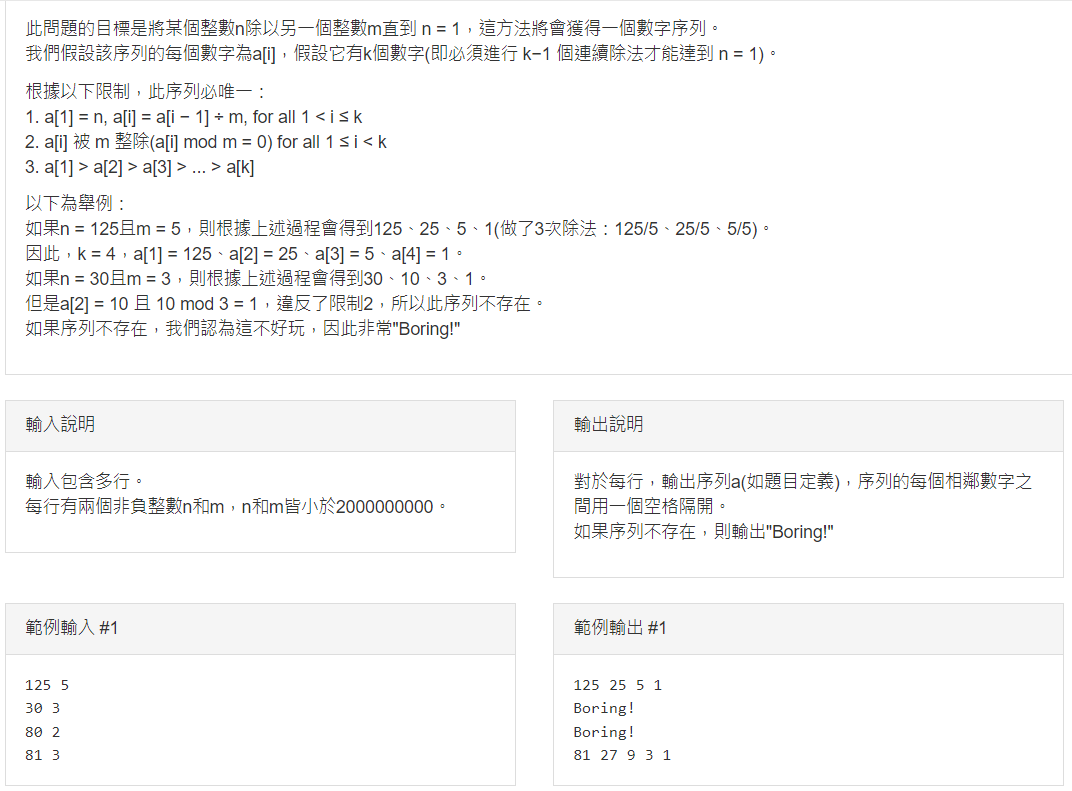 此問題的目標是將某個整數n除以另一個整數m直到 n = 1，這方法將會獲得一個數字序列。
我們假設該序列的每個數字為a[i]，假設它有k個數字(即必須進行 k−1 個連續除法才能達到 n = 1)。
根據以下限制，此序列必唯一：
1. a[1] = n, a[i] = a[i − 1] ÷ m, for all 1 < i ≤ k
2. a[i] 被 m 整除(a[i] mod m = 0) for all 1 ≤ i < k
3. a[1] > a[2] > a[3] > ... > a[k]
以下為舉例：
如果n = 125且m = 5，則根據上述過程會得到125、25、5、1(做了3次除法：125/5、25/5、5/5)。
因此，k = 4，a[1] = 125、a[2] = 25、a[3] = 5、a[4] = 1。
如果n = 30且m = 3，則根據上述過程會得到30、10、3、1。
但是a[2] = 10 且 10 mod 3 = 1，違反了限制2，所以此序列不存在。
如果序列不存在，我們認為這不好玩，因此非常"Boring!"
輸入說明
輸入包含多行。
每行有兩個非負整數n和m，n和m皆小於2000000000。
輸出說明
對於每行，輸出序列a(如題目定義)，序列的每個相鄰數字之
間用一個空格隔開。
如果序列不存在，則輸出"Boring!"
範例輸入 #1
125 5
30 3
80 2
81 3
範例輸出 #1
125 25 5 1
Boring!
Boring!
81 27 9 3 1